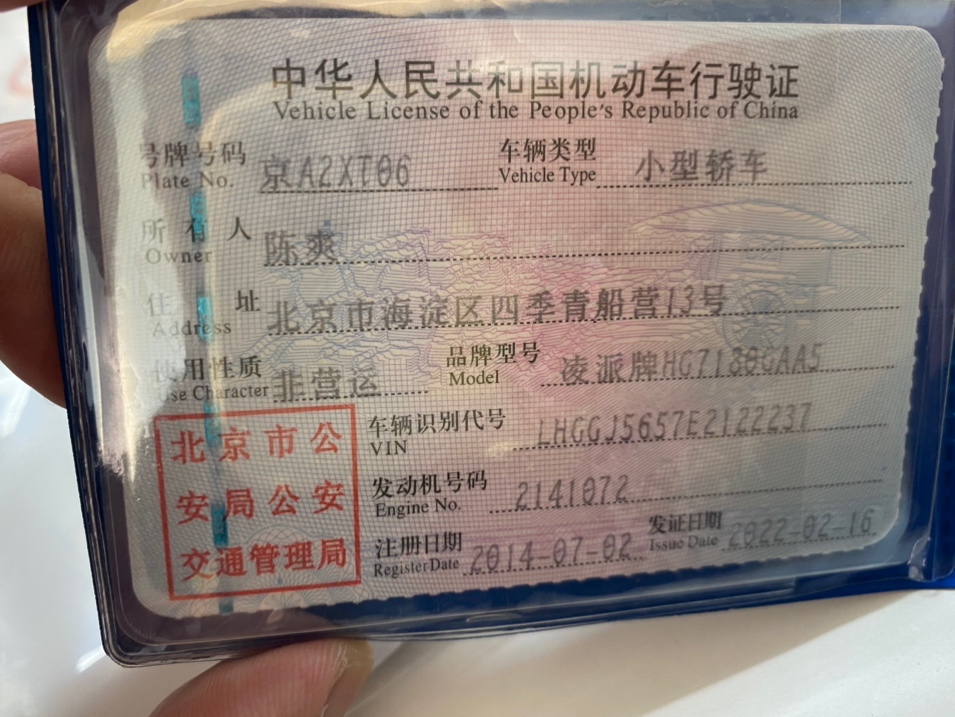 中华人民共和国机动车行驶证
Vehicle License of the People's Republic of China
号牌号码 京A2XT06 车辆类型 小型轿车
Plate No. Vehicle Type
所有人 陈爽
Owner
住址 北京市海淀区四季青船营13号
Address
使用性质 非营运 品牌型号 凌派牌HG7180GAA5
Use Character Model
车辆识别代号 LHGGJ5657E2122237
VIN
发动机号码 2141072
Engine No.
注册日期 2014-07-02 发证日期 2022-02-16
Register Date Issue Date
北京市公
安局公安
交通管理局